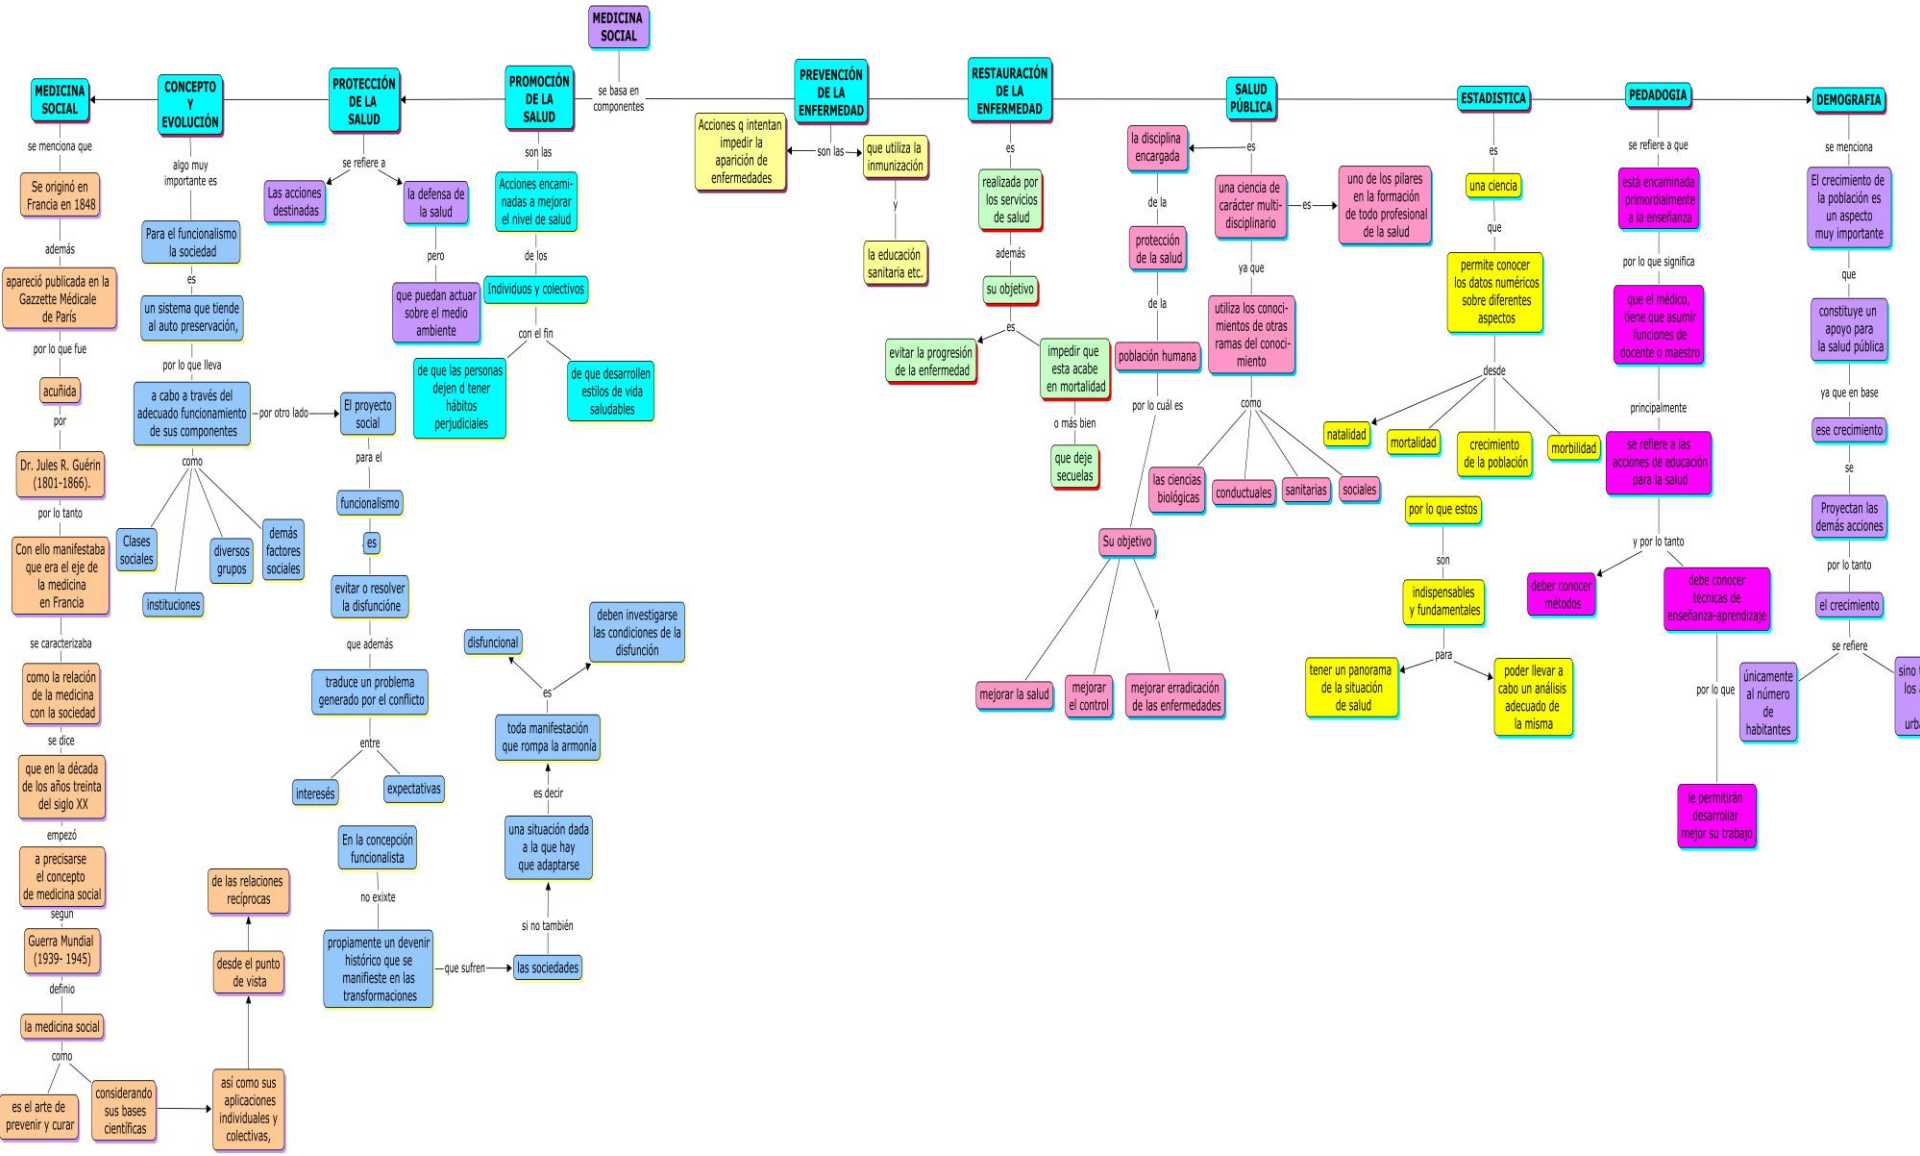 MEDICINA
SOCIAL
se basa en
componentes
MEDICINA
SOCIAL
se menciona que
Se originó en
Francia en 1848
además
apareció publicada en la
Gazzette Médicale
de París
por lo que fue
acuñida
por
Dr. Jules R. Guérin
(1801-1866).
por lo tanto
Con ello manifestaba
que era el eje de
la medicina
en Francia
se caracterizaba
como la relación
de la medicina
con la sociedad
se dice
que en la década
de los años treinta
del siglo XX
empezó
a precisarse
el concepto
de medicina social
segun
Guerra Mundial
(1939- 1945)
definio
la medicina social
como
es el arte de
prevenir y curar
considerando
sus bases
científicas
así como sus
aplicaciones
individuales y
colectivas,
desde el punto
de vista
de las relaciones
recíprocas
CONCEPTO
Y
EVOLUCIÓN
algo muy
importante es
Para el funcionalismo
la sociedad
es
un sistema que tiende
al auto preservación,
por lo que lleva
a cabo a través del
adecuado funcionamiento
de sus componentes
como
Clases
sociales
instituciones
diversos
grupos
demás
factores
sociales
por otro lado
El proyecto
social
para el
funcionalismo
es
evitar o resolver
la disfuncióne
que además
traduce un problema
generado por el conflicto
entre
interesés
expectativas
En la concepción
funcionalista
no exixte
propiamente un devenir
histórico que se
manifieste en las
transformaciones
que sufren
las sociedades
si no también
una situación dada
a la que hay
que adaptarse
es decir
toda manifestación
que rompa la armonía
es
disfuncional
deben investigarse
las condiciones de la
disfunción
PROTECCIÓN
DE LA
SALUD
se refiere a
Las acciones
destinadas
la defensa de
la salud
pero
que puedan actuar
sobre el medio
ambiente
PROMOCIÓN
DE LA
SALUD
son las
Acciones encami-
nadas a mejorar
el nivel de salud
de los
Individuos y colectivos
con el fin
de que las personas
dejen d tener
hábitos
perjudiciales
de que desarrollen
estilos de vida
saludables
PREVENCIÓN
DE LA
ENFERMEDAD
son las
Acciones q intentan
impedir la
aparición de
enfermedades
que utiliza la
inmunización
y
la educación
sanitaria etc.
RESTAURACIÓN
DE LA
ENFERMEDAD
es
realizada por
los servicios
de salud
además
su objetivo
es
evitar la progresión
de la enfermedad
impedir que
esta acabe
en mortalidad
o más bien
que deje
secuelas
SALUD
PÚBLICA
es
la disciplina
encargada
de la
protección
de la salud
de la
población humana
por lo cuál es
Su objetivo
y
mejorar la salud
mejorar
el control
mejorar erradicación
de las enfermedades
una ciencia de
carácter multi-
disciplinario
es
uno de los pilares
en la formación
de todo profesional
de la salud
ya que
utiliza los conoci-
mientos de otras
ramas del conoci-
miento
como
las ciencias
biológicas
conductuales
sanitarias
sociales
ESTADISTICA
es
una ciencia
que
permite conocer
los datos numéricos
sobre diferentes
aspectos
desde
natalidad
mortalidad
crecimiento
de la población
morbilidad
por lo que estos
son
indispensables
y fundamentales
para
tener un panorama
de la situación
de salud
poder llevar a
cabo un análisis
adecuado de
la misma
PEDADOGIA
se refiere a que
está encaminada
primordialmente
a la enseñanza
por lo que significa
que el médico,
tiene que asumir
funciones de
docente o maestro
principalmente
se refiere a las
acciones de educación
para la salud
y por lo tanto
deber conocer
métodos
debe conocer
tecnicas de
enseñanza-aprendizaje
por lo que
le permitirán
desarrollar
mejor su trabajo
DEMOGRAFIA
se menciona
El crecimiento de
la población es
un aspecto
muy importante
que
constituye un
apoyo para
la salud pública
ya que en base
ese crecimiento
se
Proyectan las
demás acciones
por lo tanto
el crecimiento
se refiere
únicamente
al número
de
habitantes
sino
los